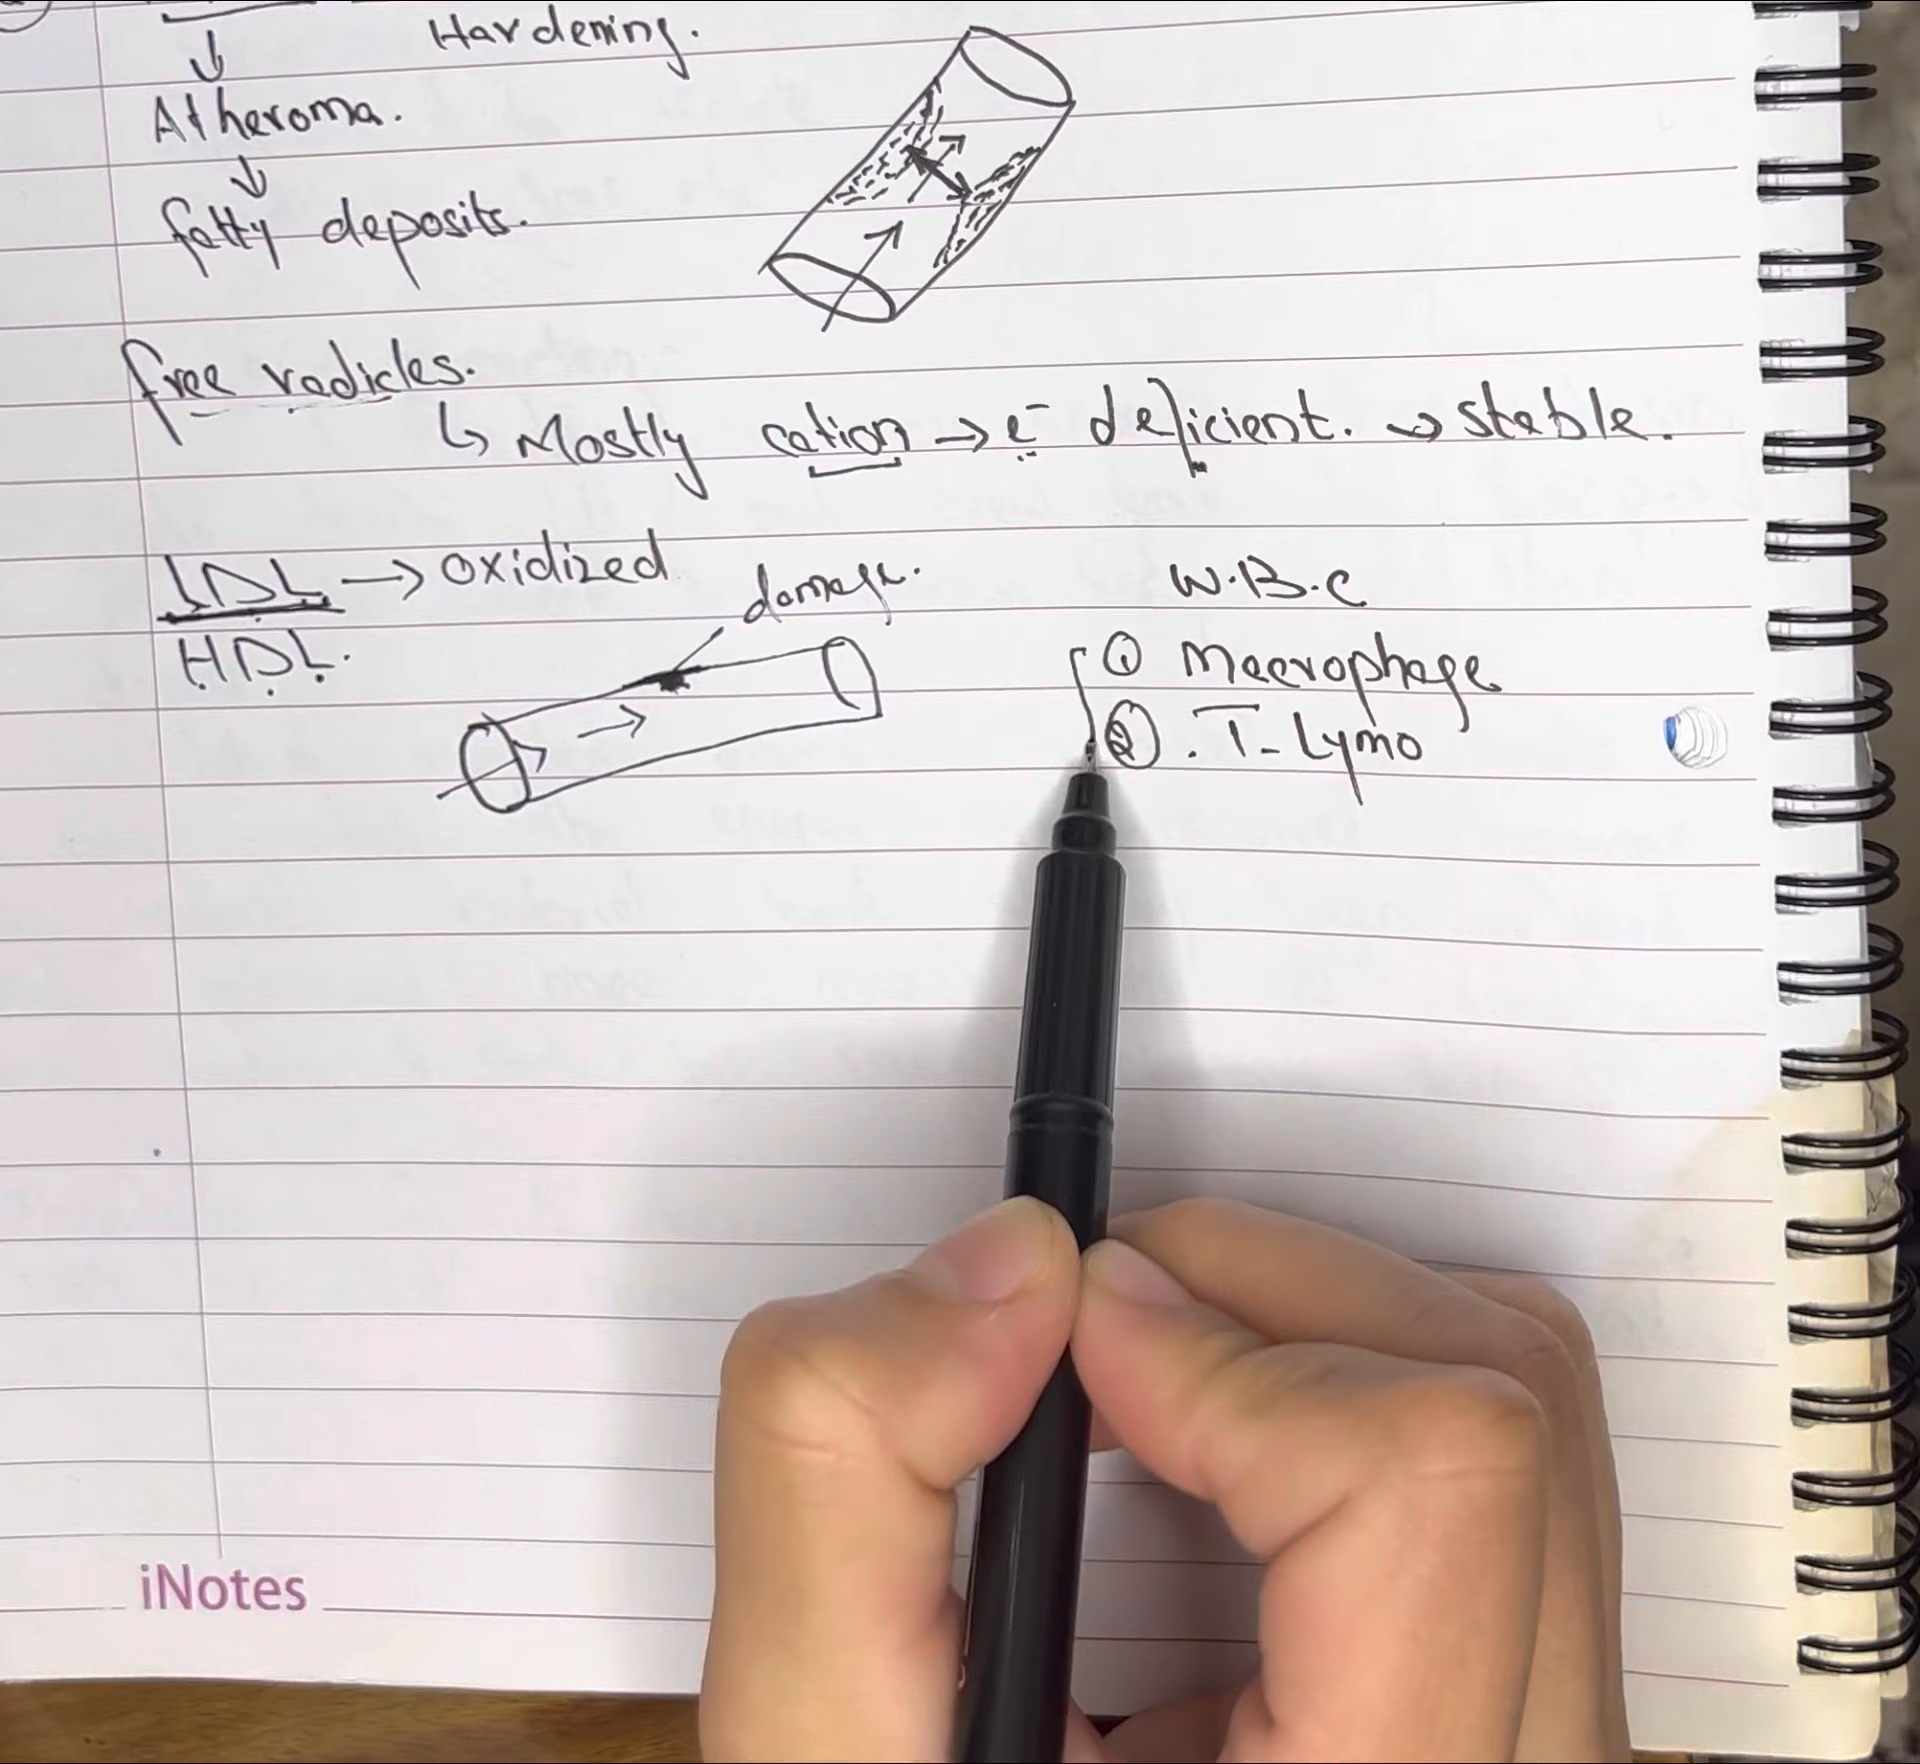 Hardening.
↓
Atheroma.
↓
fatty deposits.
free radicles.
↳ Mostly cation → e⁻ deficient. → stable.
LDL → oxidized
damage.
HDL.
W.B.C
① Macrophage
② . T- Lymo
iNotes